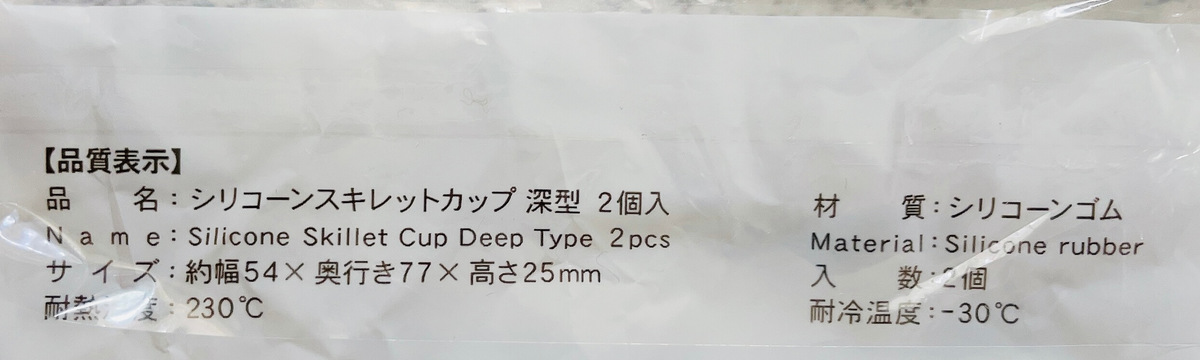 【品質表示】
品 名：シリコーンスキレットカップ 深型 2個入
Name：Silicone Skillet Cup Deep Type 2pcs
サイズ：約幅54×奥行き77×高さ25mm
耐熱温度：230℃
材 質：シリコーンゴム
Material：Silicone rubber
入 数：2個
耐冷温度：-30℃